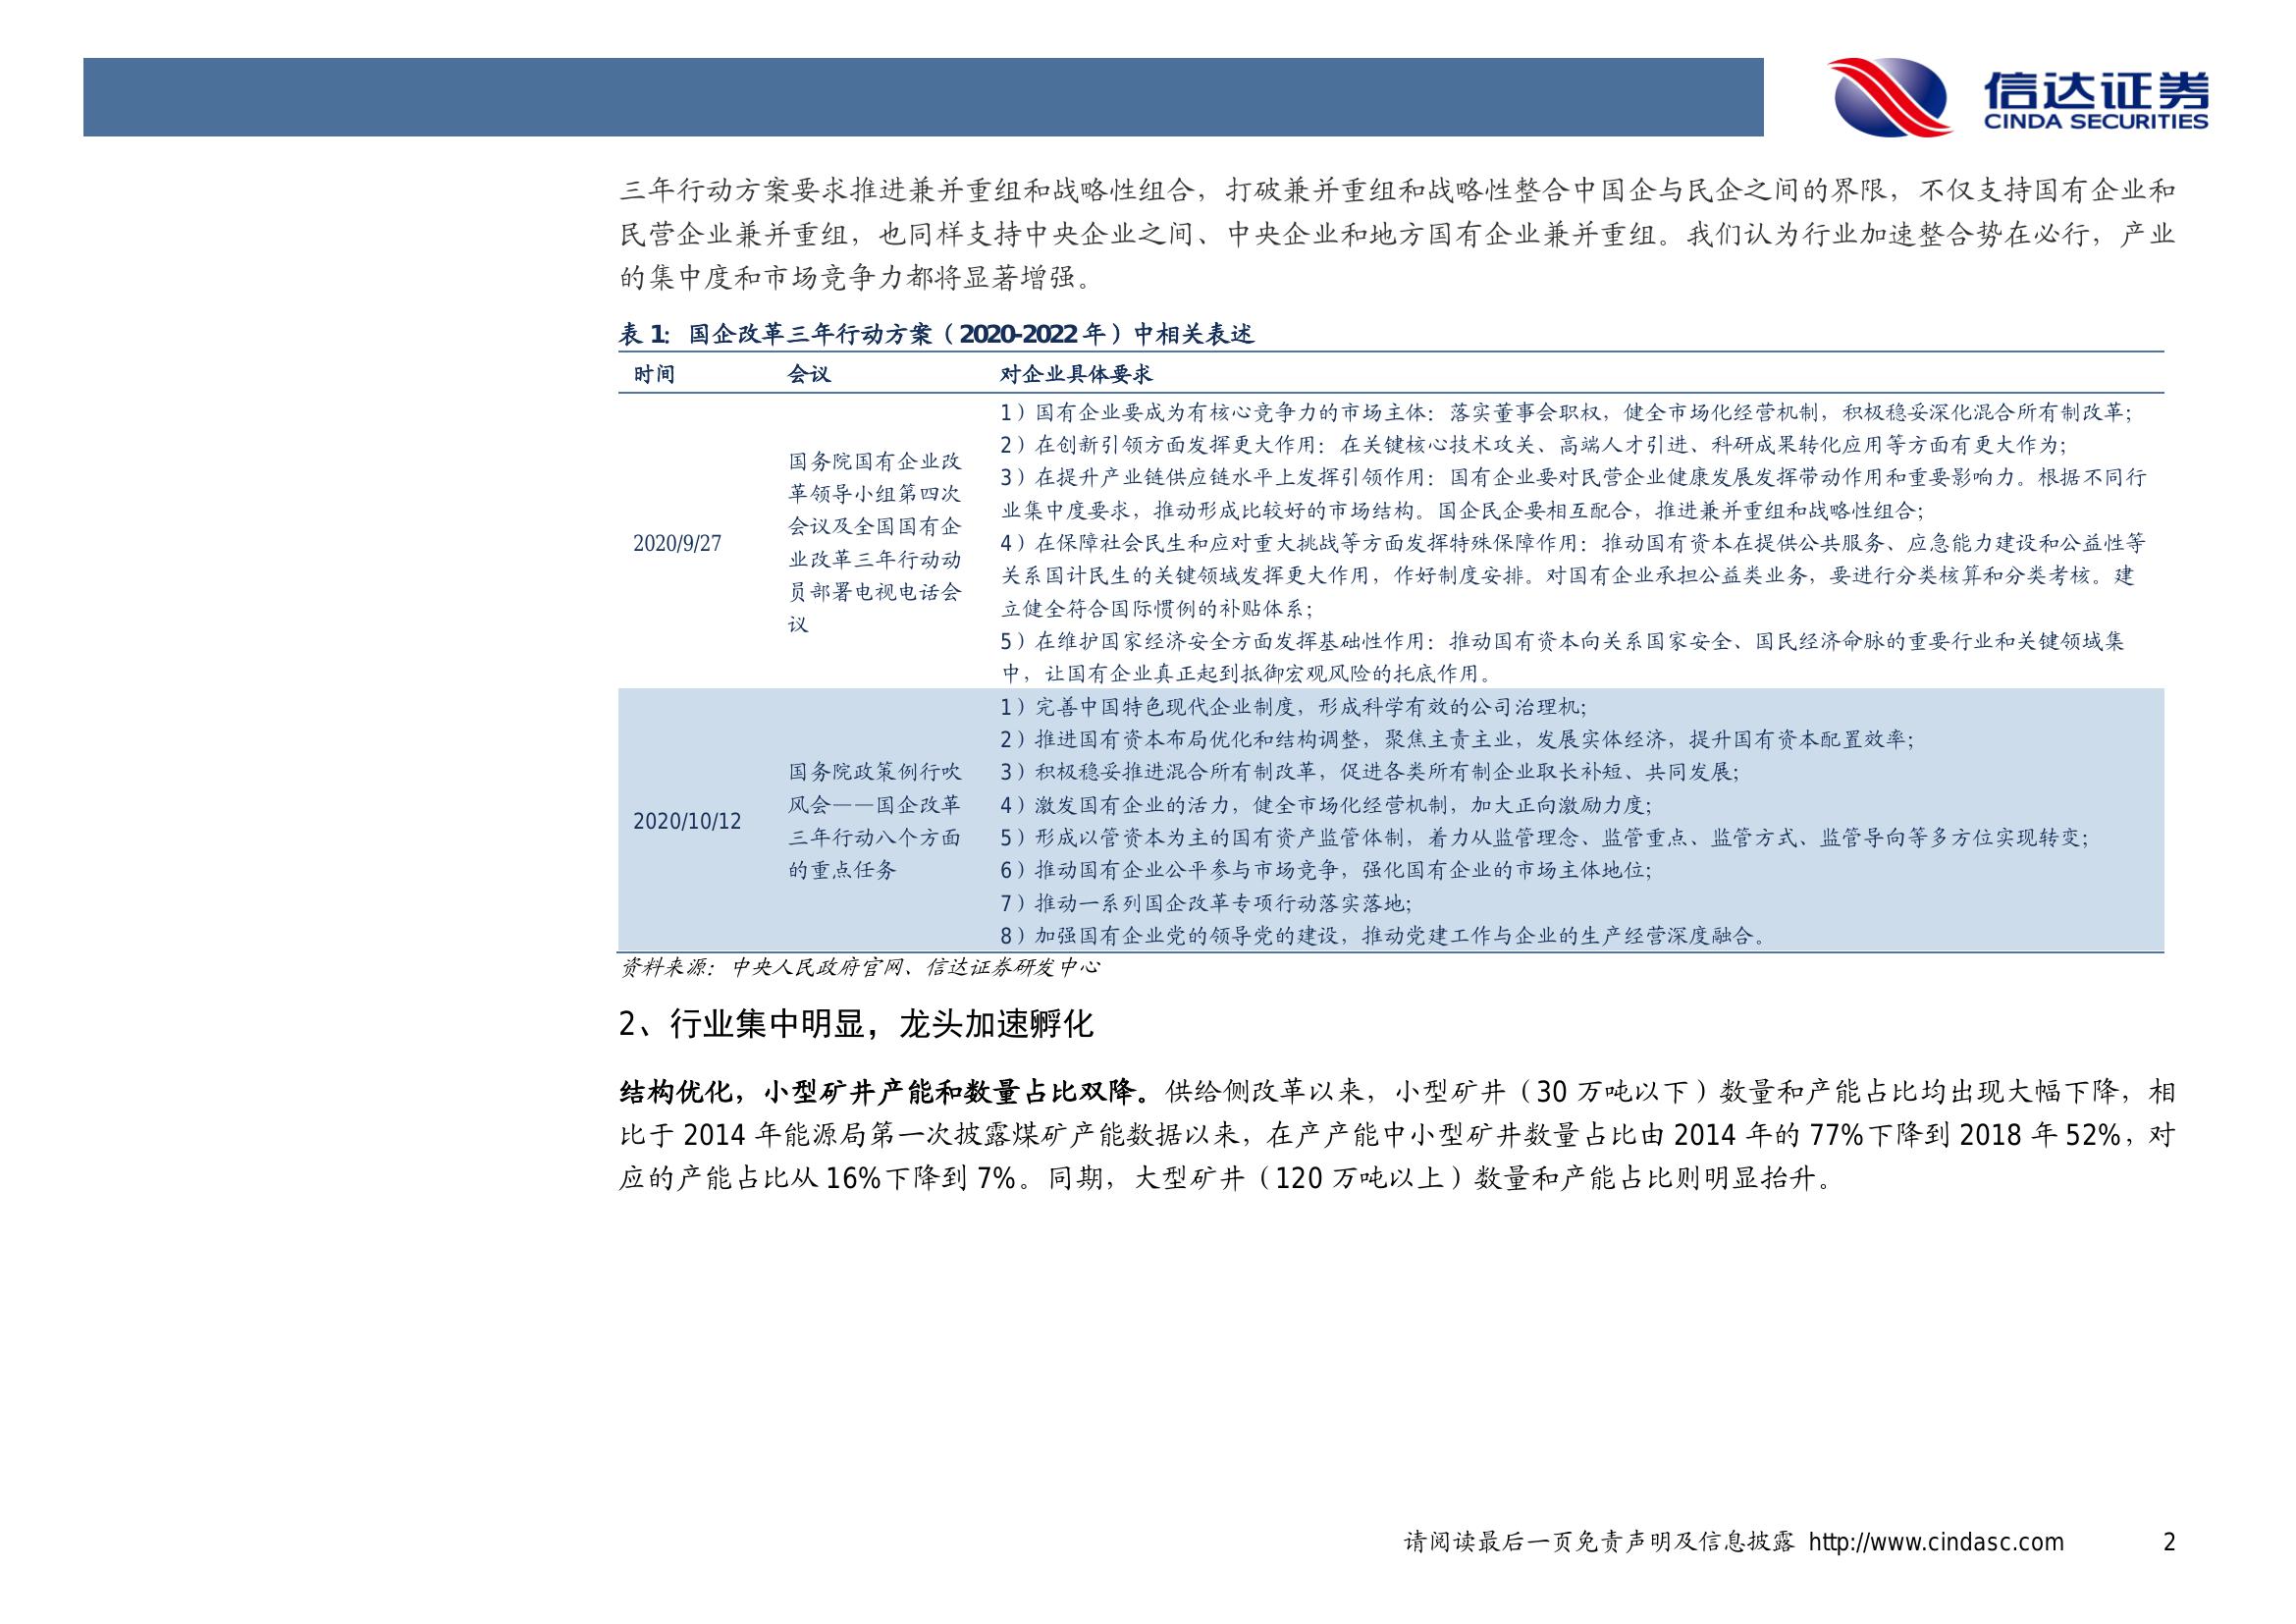 信达证券
CINDA SECURITIES
三年行动方案要求推进兼并重组和战略性组合，打破兼并重组和战略性整合中国企与民企之间的界限，不仅支持国有企业和
民营企业兼并重组，也同样支持中央企业之间、中央企业和地方国有企业兼并重组。我们认为行业加速整合势在必行，产业
的集中度和市场竞争力都将显著增强。
表 1：国企改革三年行动方案（2020-2022 年）中相关表述
时间 会议 对企业具体要求
2020/9/27
国务院国有企业改
革领导小组第四次
会议及全国国有企
业改革三年行动动
员部署电视电话会
议
1）国有企业要成为有核心竞争力的市场主体：落实董事会职权，健全市场化经营机制，积极稳妥深化混合所有制改革；
2）在创新引领方面发挥更大作用：在关键核心技术攻关、高端人才引进、科研成果转化应用等方面有更大作为；
3）在提升产业链供应链水平上发挥引领作用：国有企业要对民营企业健康发展发挥带动作用和重要影响力。根据不同行
业集中度要求，推动形成比较好的市场结构。国企民企要相互配合，推进兼并重组和战略性组合；
4）在保障社会民生和应对重大挑战等方面发挥特殊保障作用：推动国有资本在提供公共服务、应急能力建设和公益性等
关系国计民生的关键领域发挥更大作用，作好制度安排。对国有企业承担公益类业务，要进行分类核算和分类考核。建
立健全符合国际惯例的补贴体系；
5）在维护国家经济安全方面发挥基础性作用：推动国有资本向关系国家安全、国民经济命脉的重要行业和关键领域集
中，让国有企业真正起到抵御宏观风险的托底作用。
2020/10/12
国务院政策例行吹
风会——国企改革
三年行动八个方面
的重点任务
1）完善中国特色现代企业制度，形成科学有效的公司治理机；
2）推进国有资本布局优化和结构调整，聚焦主责主业，发展实体经济，提升国有资本配置效率；
3）积极稳妥推进混合所有制改革，促进各类所有制企业取长补短、共同发展；
4）激发国有企业的活力，健全市场化经营机制，加大正向激励力度；
5）形成以管资本为主的国有资产监管体制，着力从监管理念、监管重点、监管方式、监管导向等多方位实现转变；
6）推动国有企业公平参与市场竞争，强化国有企业的市场主体地位；
7）推动一系列国企改革专项行动落实落地；
8）加强国有企业党的领导党的建设，推动党建工作与企业的生产经营深度融合。
资料来源：中央人民政府官网、信达证券研发中心
2、行业集中明显，龙头加速孵化
结构优化，小型矿井产能和数量占比双降。供给侧改革以来，小型矿井（30 万吨以下）数量和产能占比均出现大幅下降，相
比于 2014 年能源局第一次披露煤矿产能数据以来，在产产能中小型矿井数量占比由 2014 年的 77%下降到 2018 年 52%，对
应的产能占比从 16%下降到 7%。同期，大型矿井（120 万吨以上）数量和产能占比则明显抬升。
请阅读最后一页免责声明及信息披露 http://www.cindasc.com 2